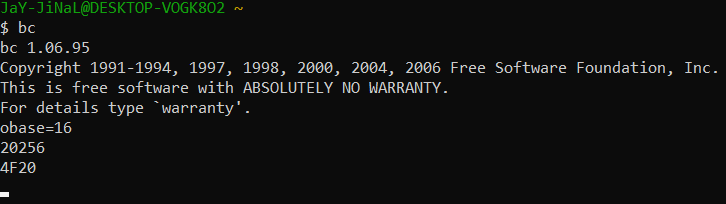 JaY-JiNaL@DESKTOP-VOGK8O2 ~
$ bc
bc 1.06.95
Copyright 1991-1994, 1997, 1998, 2000, 2004, 2006 Free Software Foundation, Inc.
This is free software with ABSOLUTELY NO WARRANTY.
For details type `warranty'.
obase=16
20256
4F20